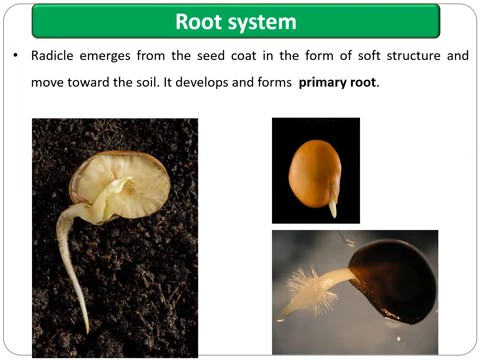 Root system
• Radicle emerges from the seed coat in the form of soft structure and
move toward the soil. It develops and forms primary root.